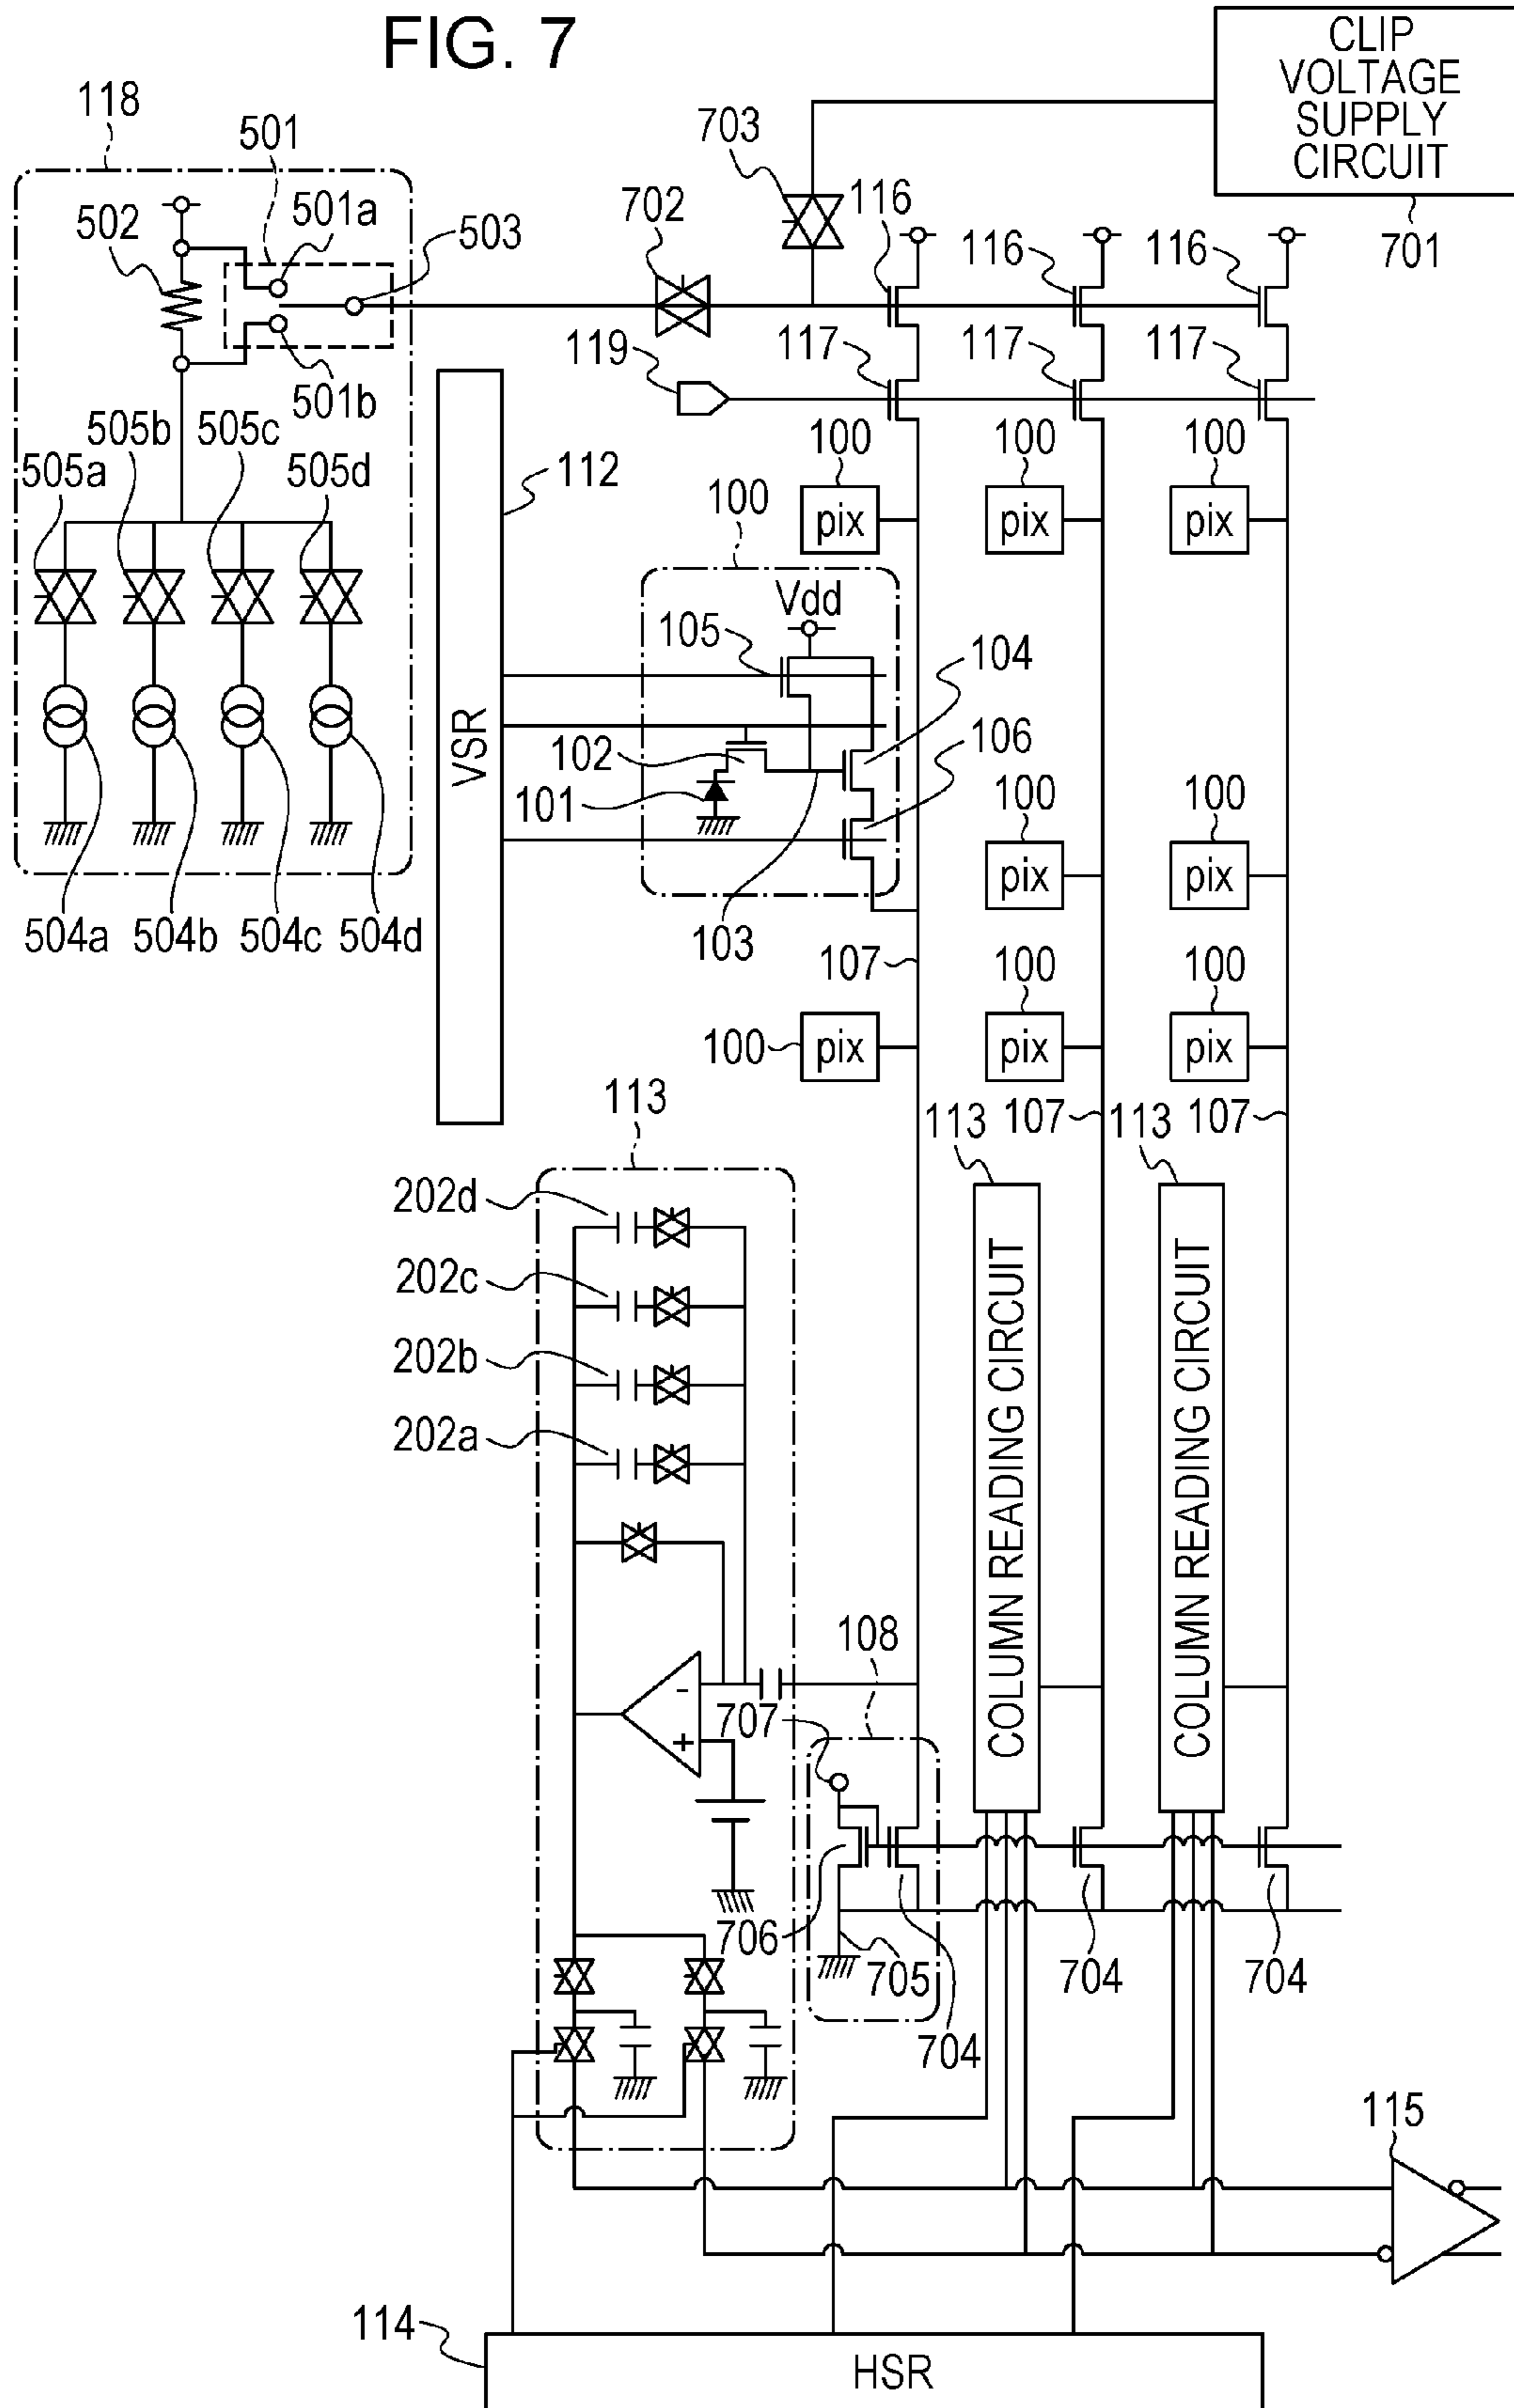 FIG. 7
CLIP
VOLTAGE
SUPPLY
CIRCUIT
701
118
501
501a
502
503
501b
703
702
116
116
116
119
117
117
117
505a
505b
505c
505d
112
100
100
100
100
pix
pix
pix
Vdd
105
104
VSR
102
106
101
103
100
100
pix
pix
504a
504b
504c
504d
107
100
100
100
pix
pix
pix
113
113
107
113
107
202d
202c
202b
202a
COLUMN READING CIRCUIT
COLUMN READING CIRCUIT
108
-
+
707
706
705
704
704
704
115
114
HSR